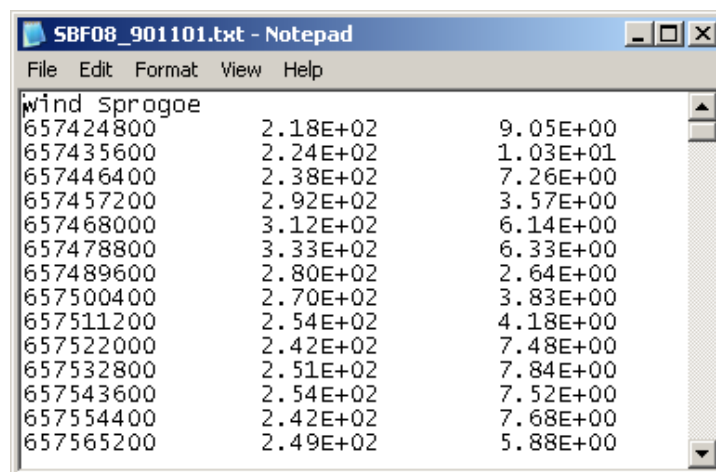 SBF08_901101.txt - Notepad
File Edit Format View Help
Wind Sprogoe
657424800 2.18E+02 9.05E+00
657435600 2.24E+02 1.03E+01
657446400 2.38E+02 7.26E+00
657457200 2.92E+02 3.57E+00
657468000 3.12E+02 6.14E+00
657478800 3.33E+02 6.33E+00
657489600 2.80E+02 2.64E+00
657500400 2.70E+02 3.83E+00
657511200 2.54E+02 4.18E+00
657522000 2.42E+02 7.48E+00
657532800 2.51E+02 7.84E+00
657543600 2.54E+02 7.52E+00
657554400 2.42E+02 7.68E+00
657565200 2.49E+02 5.88E+00